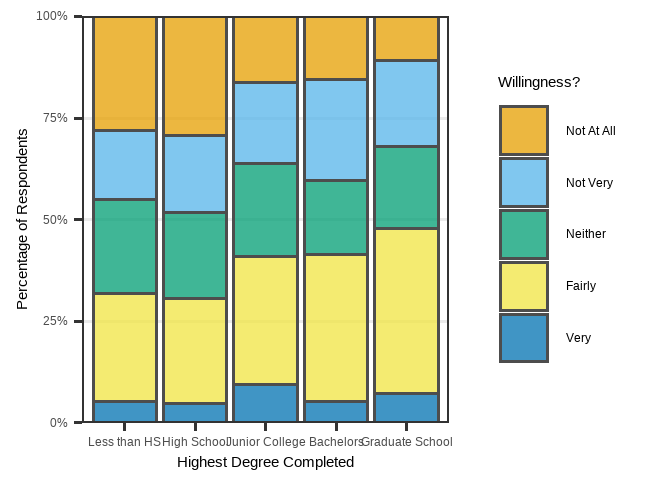 100%
75%
50%
25%
0%
Percentage of Respondents
Less than HS High School Junior College Bachelors Graduate School
Highest Degree Completed
Willingness?
Not At All
Not Very
Neither
Fairly
Very